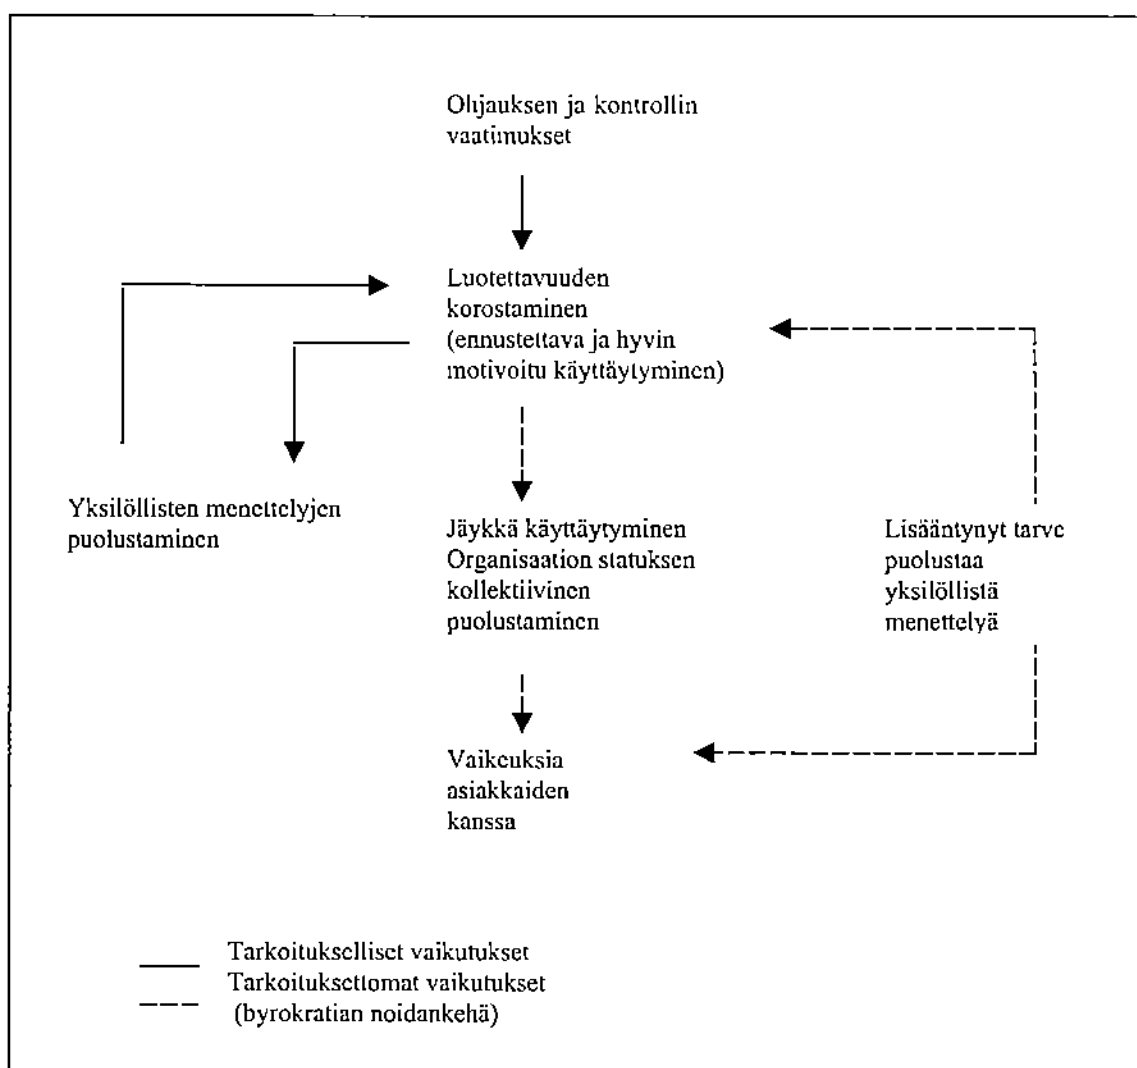 Ohjauksen ja kontrollin
vaatimukset
Luotettavuuden
korostaminen
(ennustettava ja hyvin
motivoitu käyttäytyminen)
Yksilöllisten menettelyjen
puolustaminen
Jäykkä käyttäytyminen
Organisaation statuksen
kollektiivinen
puolustaminen
Lisääntynyt tarve
puolustaa
yksilöllistä
menettelyä
Vaikeuksia
asiakkaiden
kanssa
Tarkoitukselliset vaikutukset
Tarkoituksettomat vaikutukset
(byrokratian noidankehä)